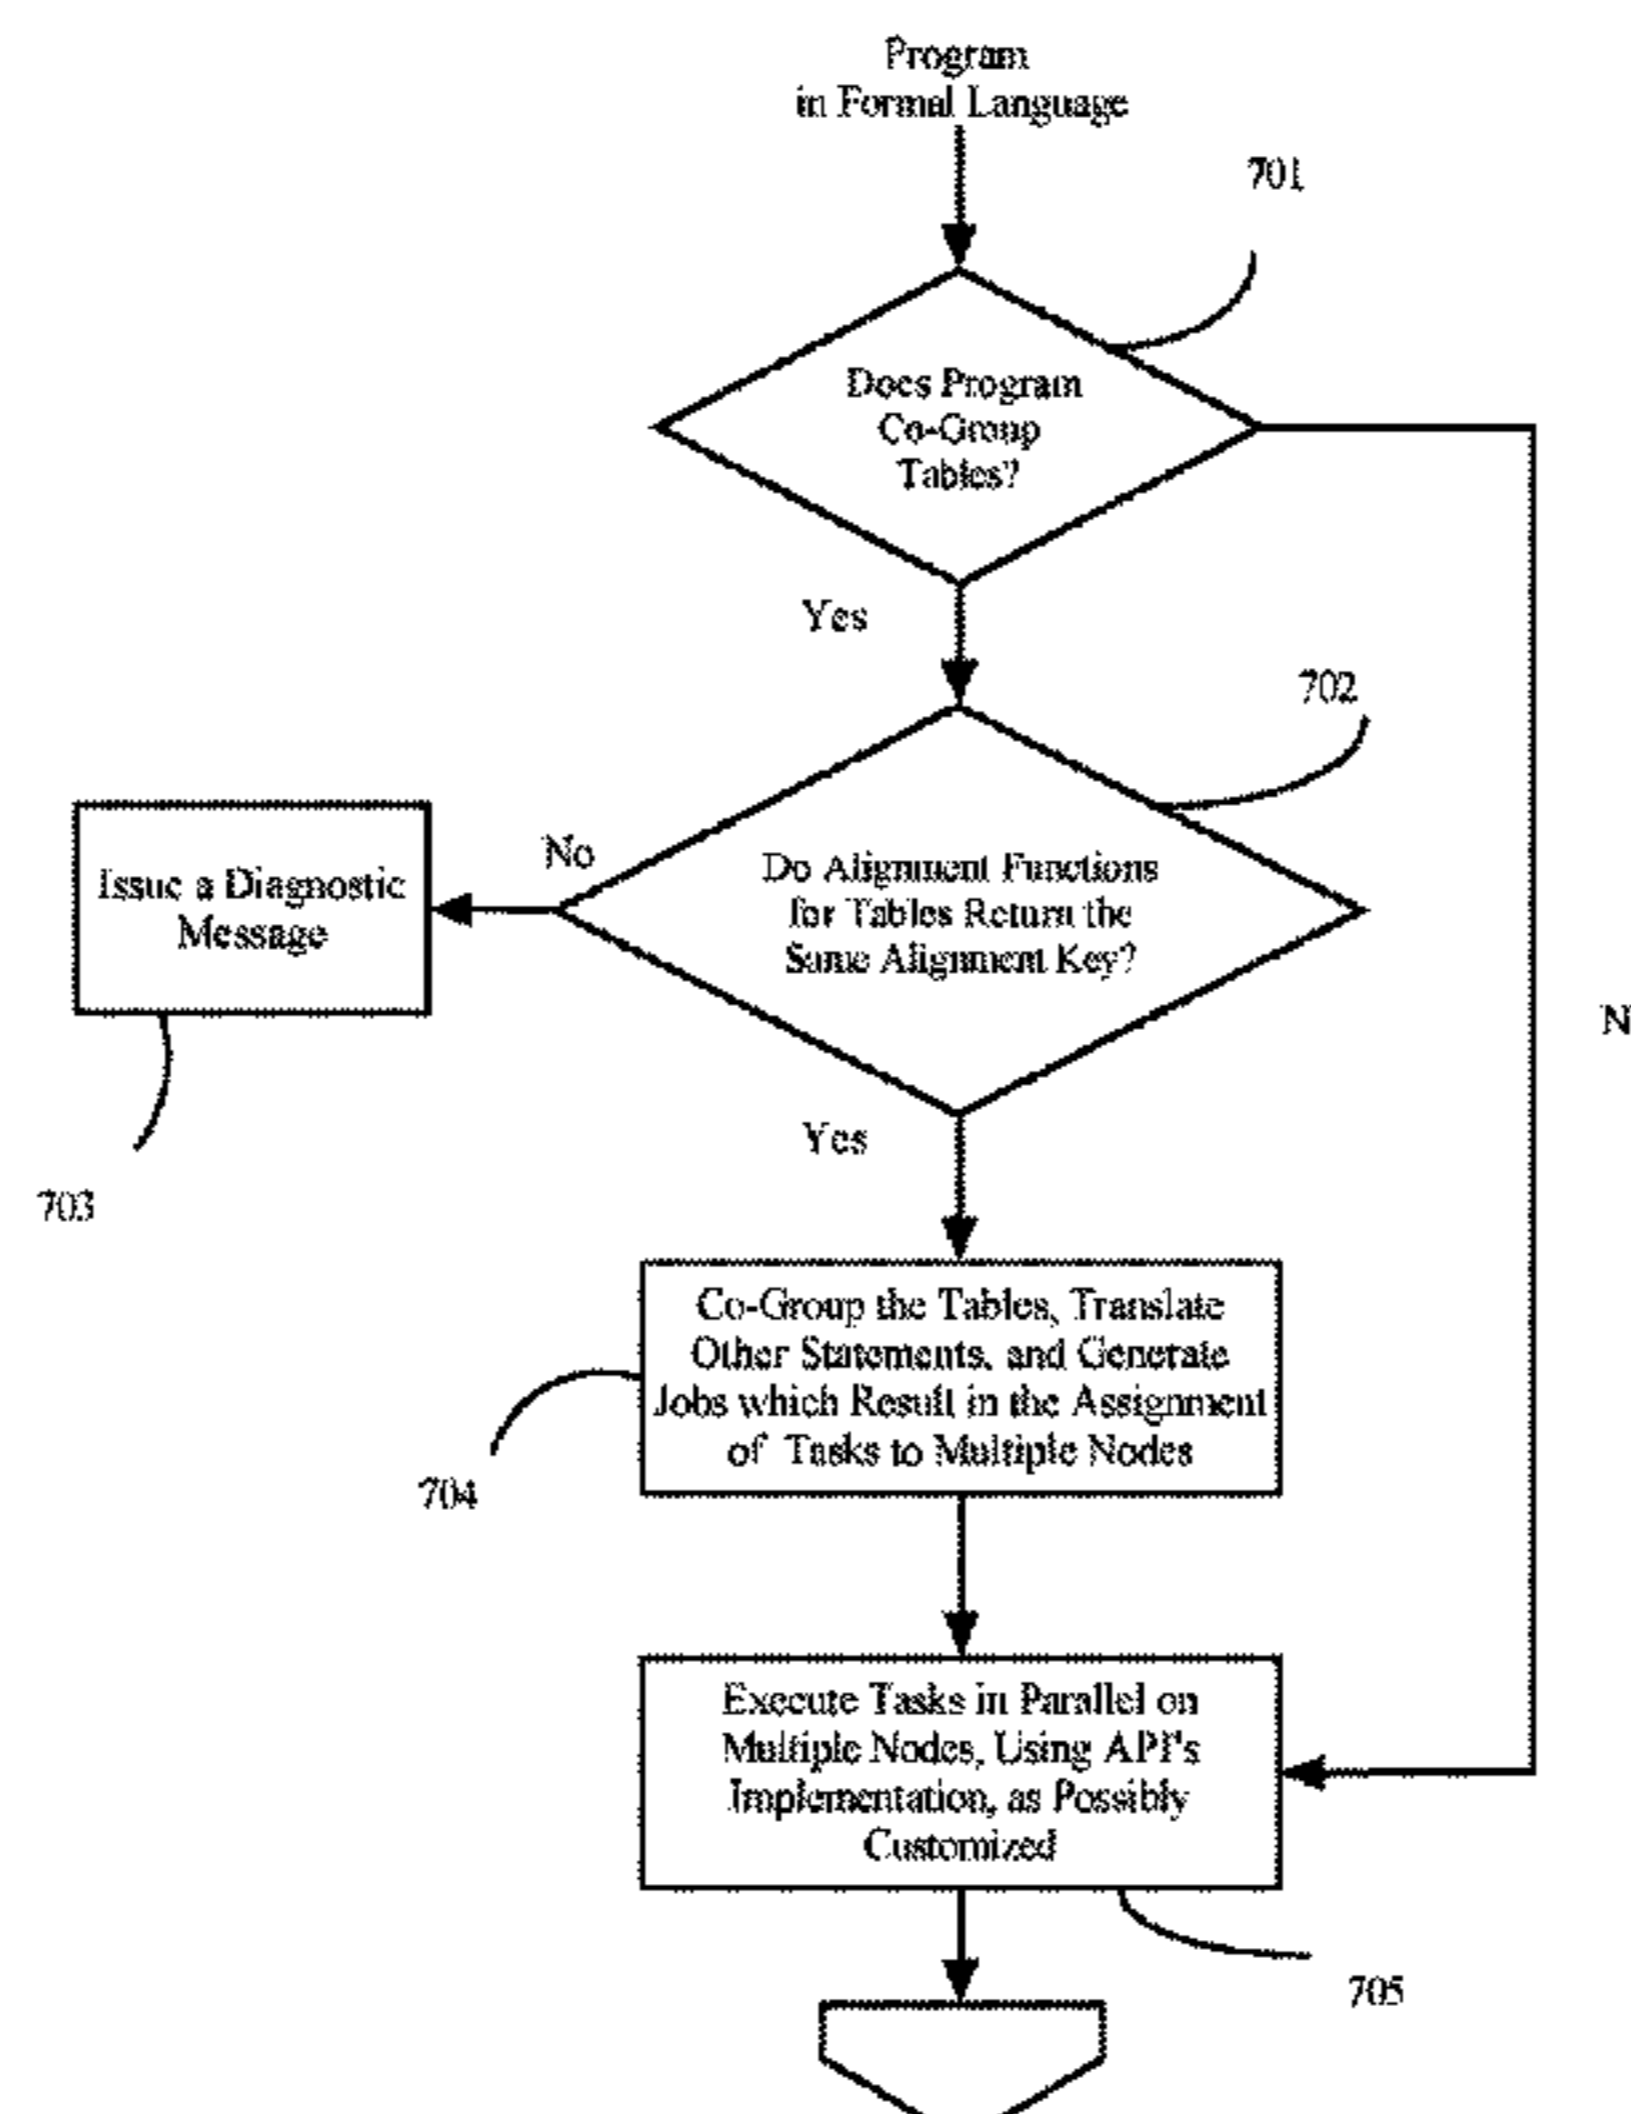 Program
in Formal Language
701
Does Program
Co-Group
Tables?
Yes
702
No
Do Alignment Functions
for Tables Return the
Same Alignment Key?
Issue a Diagnostic
Message
N
Yes
703
Co-Group the Tables, Translate
Other Statements, and Generate
Jobs which Result in the Assignment
of Tasks to Multiple Nodes
704
Execute Tasks in Parallel on
Multiple Nodes, Using API's
Implementation, as Possibly
Customized
705